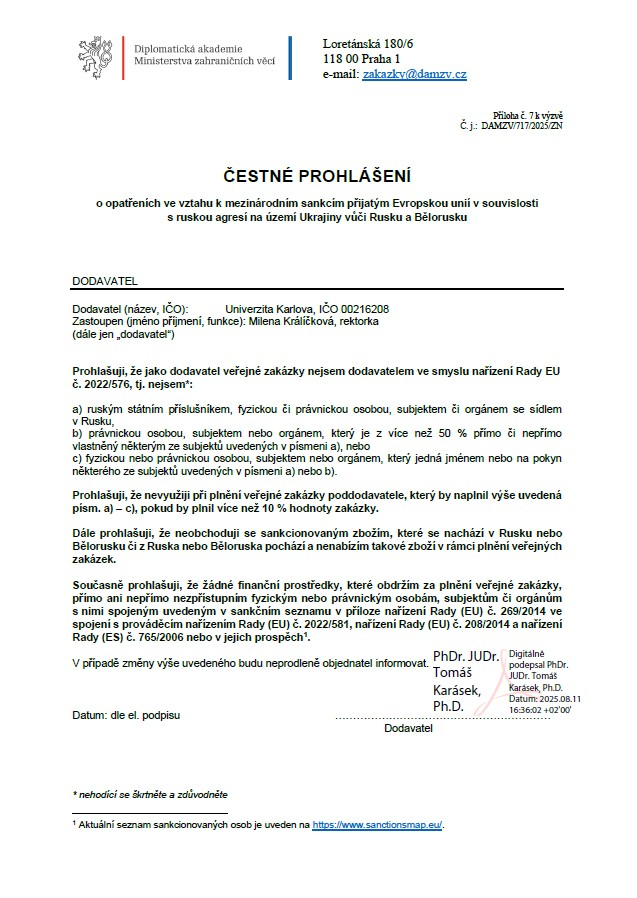 Diplomatická akademie
Ministerstva zahraničních věcí
Loretánská 180/6
118 00 Praha 1
e-mail: zakazky@damzv.cz
Příloha č. 7 k výzvě
Č. j.: DAMZV/717/2025/ZN
ČESTNÉ PROHLÁŠENÍ
o opatřeních ve vztahu k mezinárodním sankcím přijatým Evropskou unií v souvislosti
s ruskou agresí na území Ukrajiny vůči Rusku a Bělorusku
DODAVATEL
Dodavatel (název, IČO): Univerzita Karlova, IČO 00216208
Zastoupen (jméno příjmení, funkce): Milena Králíčková, rektorka
(dále jen „dodavatel“)
Prohlašuji, že jako dodavatel veřejné zakázky nejsem dodavatelem ve smyslu nařízení Rady EU
č. 2022/576, tj. nejsem*:
a) ruským státním příslušníkem, fyzickou či právnickou osobou, subjektem či orgánem se sídlem
v Rusku,
b) právnickou osobou, subjektem nebo orgánem, který je z více než 50 % přímo či nepřímo
vlastněný některým ze subjektů uvedených v písmeni a), nebo
c) fyzickou nebo právnickou osobou, subjektem nebo orgánem, který jedná jménem nebo na pokyn
některého ze subjektů uvedených v písmeni a) nebo b).
Prohlašuji, že nevyužiji při plnění veřejné zakázky poddodavatele, který by naplnil výše uvedená
písm. a) – c), pokud by plnil více než 10 % hodnoty zakázky.
Dále prohlašuji, že neobchoduji se sankcionovaným zbožím, které se nachází v Rusku nebo
Bělorusku či z Ruska nebo Běloruska pochází a nenabízím takové zboží v rámci plnění veřejných
zakázek.
Současně prohlašuji, že žádné finanční prostředky, které obdržím za plnění veřejné zakázky,
přímo ani nepřímo nezpřístupním fyzickým nebo právnickým osobám, subjektům či orgánům
s nimi spojeným uvedeným v sankčním seznamu v příloze nařízení Rady (EU) č. 269/2014 ve
spojení s prováděcím nařízením Rady (EU) č. 2022/581, nařízení Rady (EU) č. 208/2014 a nařízení
Rady (ES) č. 765/2006 nebo v jejich prospěch¹.
V případě změny výše uvedeného budu neprodleně objednatel informovat.
PhDr. JUDr.
Tomáš
Karásek,
Ph.D.
Digitálně
podepsal PhDr.
JUDr. Tomáš
Karásek, Ph.D.
Datum: 2025.08.11
16:36:02 +02'00'
Datum: dle el. podpisu
Dodavatel
* nehodící se škrtněte a zdůvodněte
¹ Aktuální seznam sankcionovaných osob je uveden na https://www.sanctionsmap.eu/.